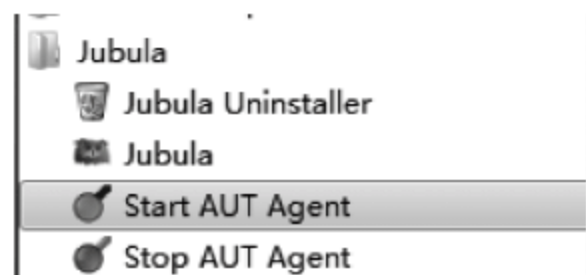 Jubula
Jubula Uninstaller
Jubula
Start AUT Agent
Stop AUT Agent